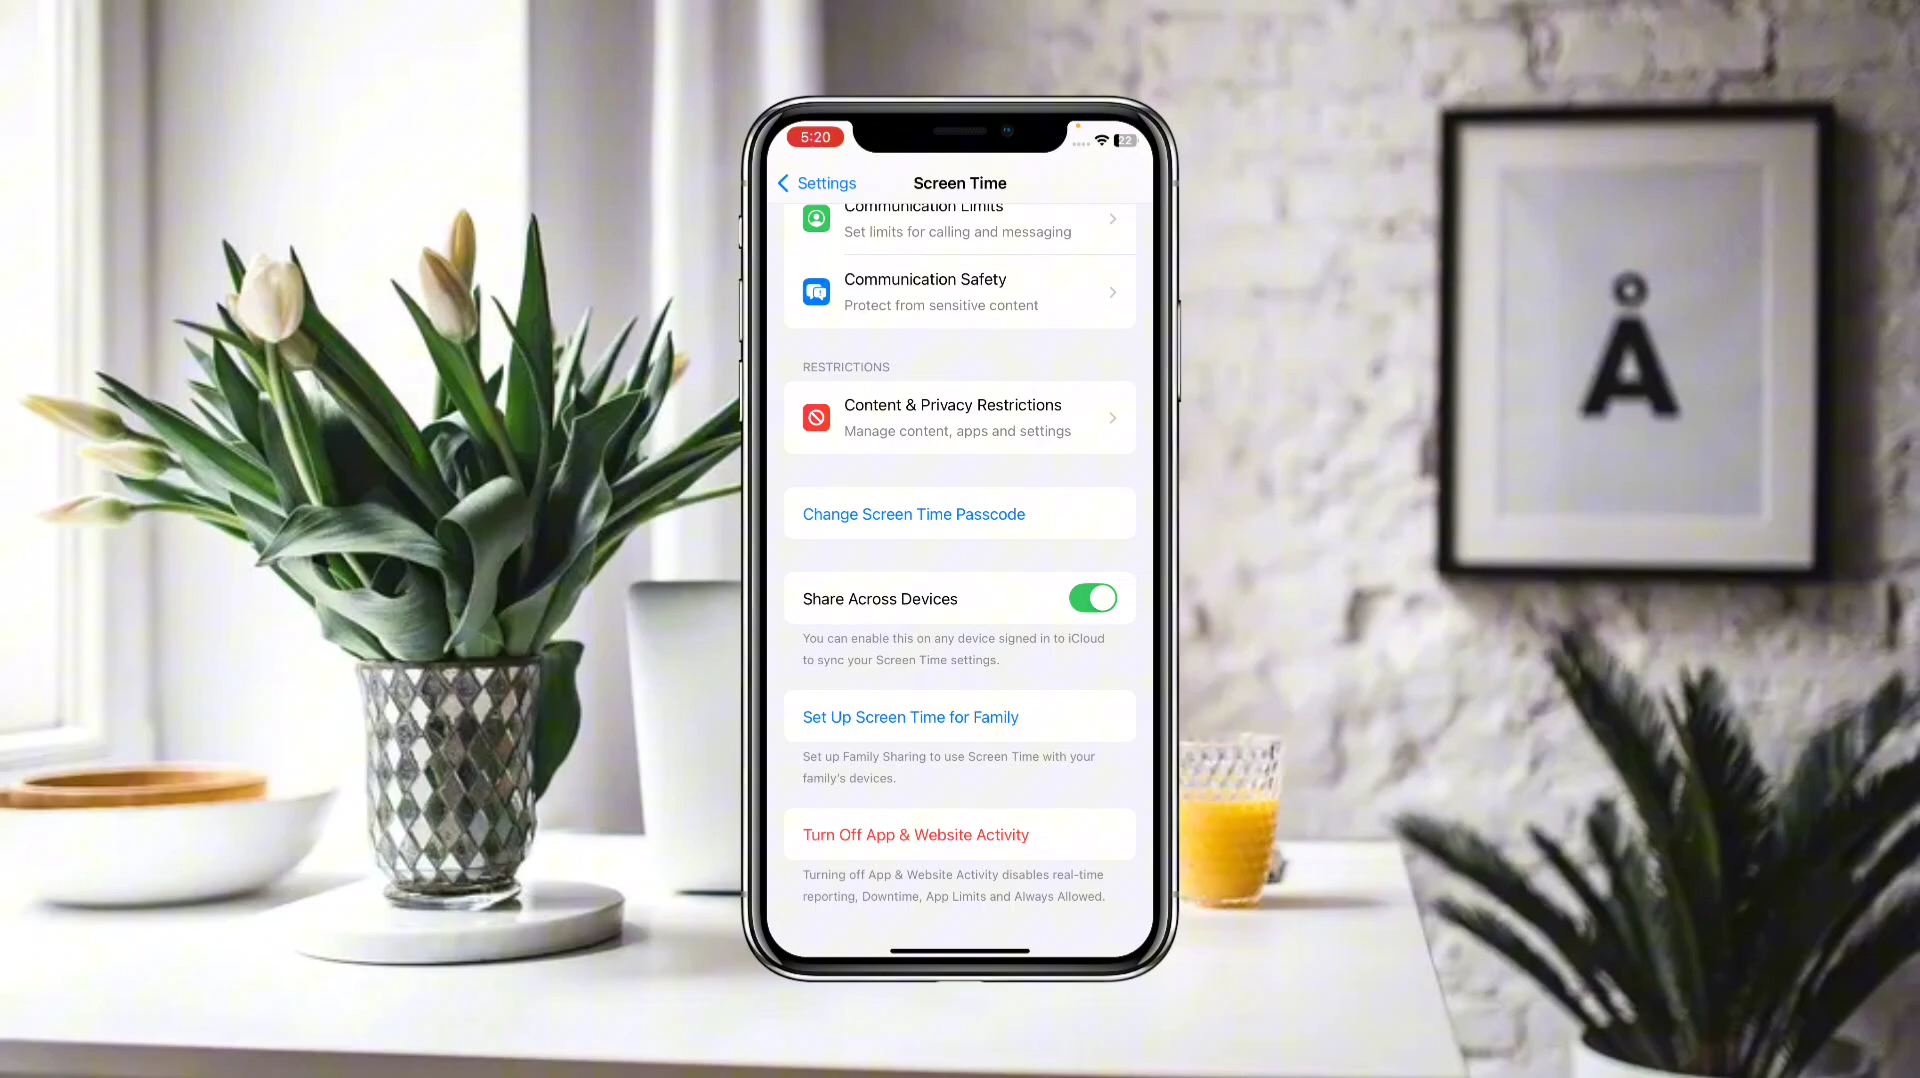 5:20
22
Settings
Screen Time
Communication Limits
Set limits for calling and messaging
Communication Safety
Protect from sensitive content
RESTRICTIONS
Content & Privacy Restrictions
Manage content, apps and settings
Change Screen Time Passcode
Share Across Devices
You can enable this on any device signed in to iCloud
to sync your Screen Time settings.
Set Up Screen Time for Family
Set up Family Sharing to use Screen Time with your
family's devices.
Turn Off App & Website Activity
Turning off App & Website Activity disables real-time
reporting, Downtime, App Limits and Always Allowed.
Å